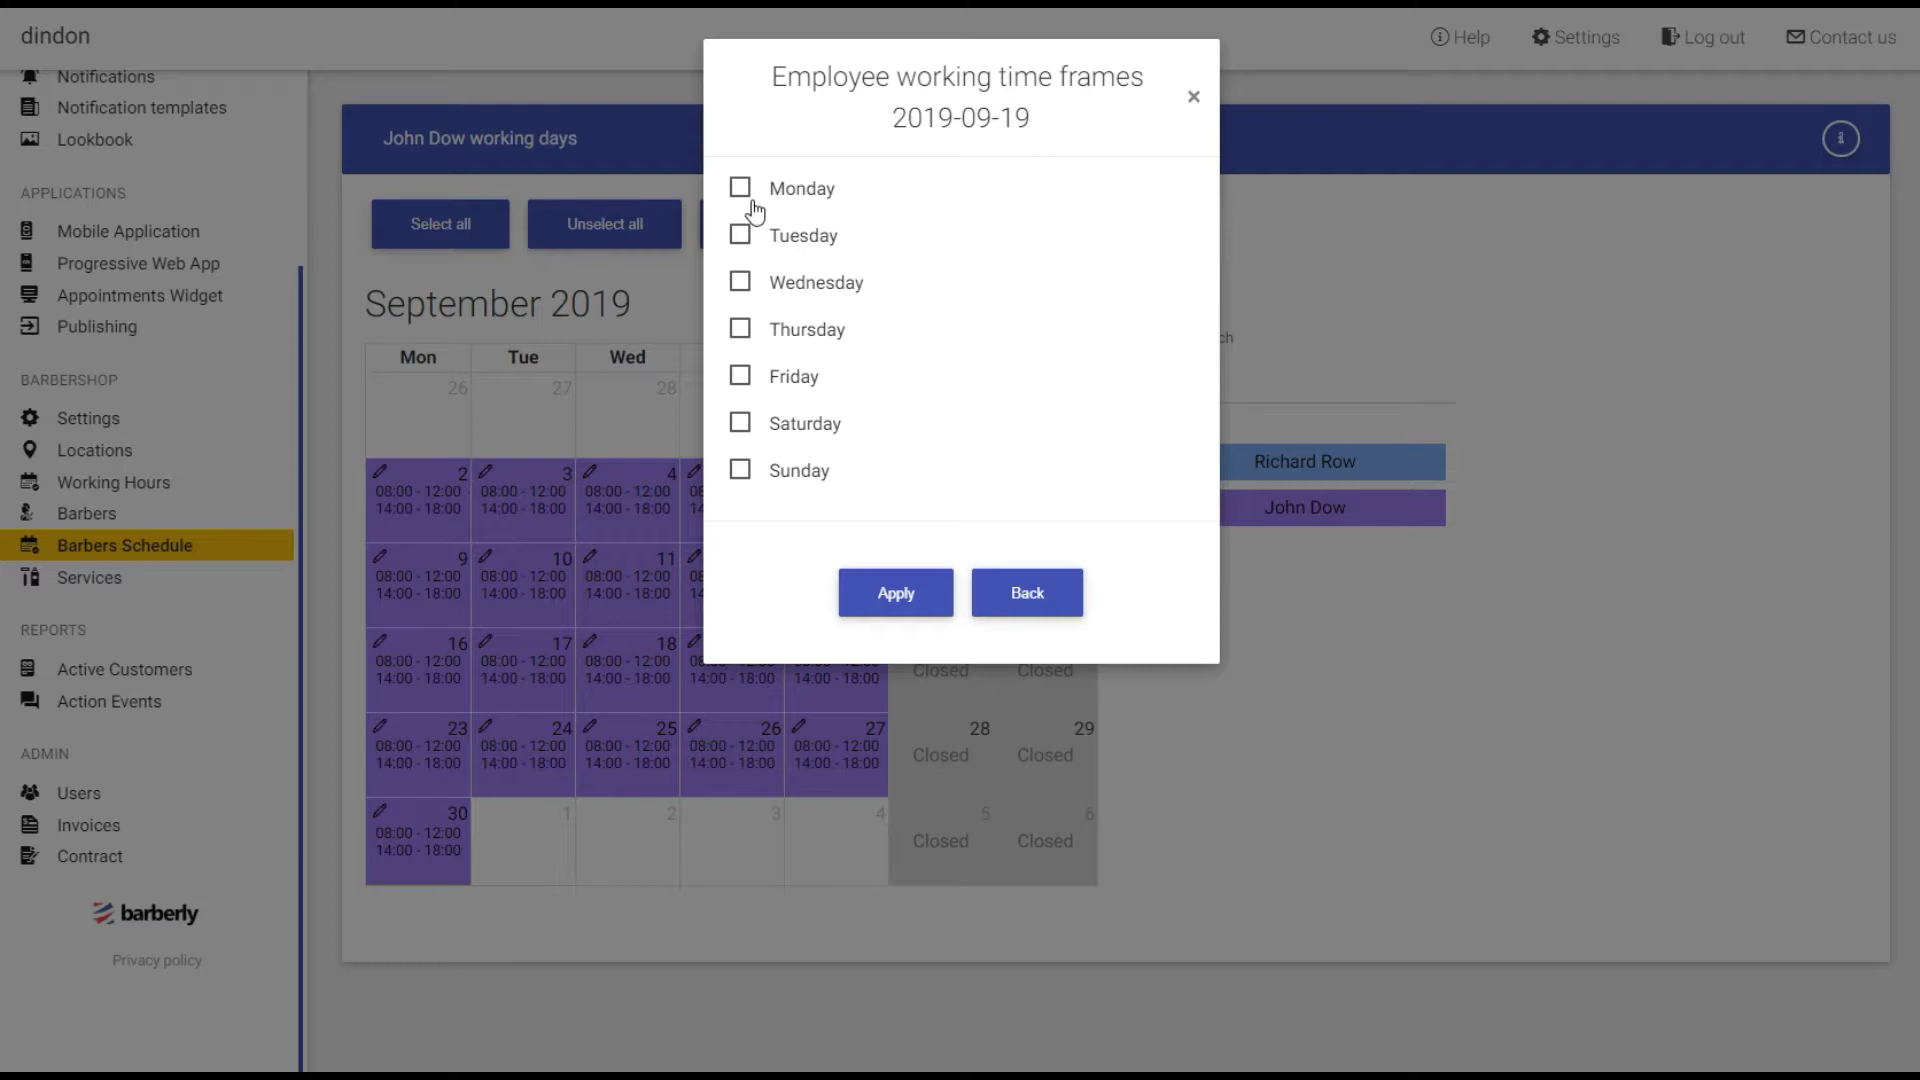 dindon
Help
Settings
Log out
Contact us
Notifications
Notification templates
Lookbook
APPLICATIONS
Mobile Application
Progressive Web App
Appointments Widget
Publishing
BARBERSHOP
Settings
Locations
Working Hours
Barbers
Barbers Schedule
Services
REPORTS
Active Customers
Action Events
ADMIN
Users
Invoices
Contract
barberly
Privacy policy
John Dow working days
Select all
Unselect all
September 2019
Mon Tue Wed
26 27 28
2 3 4
08:00 - 12:00 08:00 - 12:00 08:00 - 12:00
14:00 - 18:00 14:00 - 18:00 14:00 - 18:00
9 10 11
08:00 - 12:00 08:00 - 12:00 08:00 - 12:00
14:00 - 18:00 14:00 - 18:00 14:00 - 18:00
16 17 18
08:00 - 12:00 08:00 - 12:00 08:00 - 12:00
14:00 - 18:00 14:00 - 18:00 14:00 - 18:00 14:00 - 18:00 14:00 - 18:00 Closed Closed
23 24 25 26 27 28 29
08:00 - 12:00 08:00 - 12:00 08:00 - 12:00 08:00 - 12:00 08:00 - 12:00 Closed Closed
14:00 - 18:00 14:00 - 18:00 14:00 - 18:00 14:00 - 18:00 14:00 - 18:00
30 1 2 3 4 5 6
08:00 - 12:00 Closed Closed
14:00 - 18:00
Richard Row
John Dow
Employee working time frames
2019-09-19
×
Monday
Tuesday
Wednesday
Thursday
Friday
Saturday
Sunday
Apply
Back